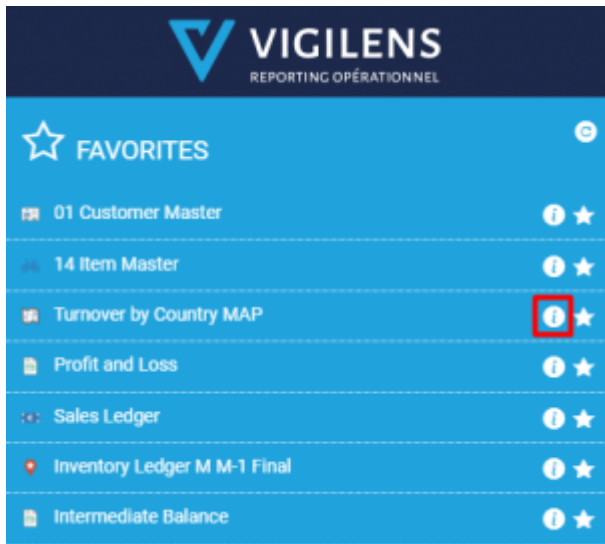 VIGILENS
REPORTING OPÉRATIONNEL
FAVORITES
01 Customer Master
14 Item Master
Turnover by Country MAP
Profit and Loss
Sales Ledger
Inventory Ledger M M-1 Final
Intermediate Balance